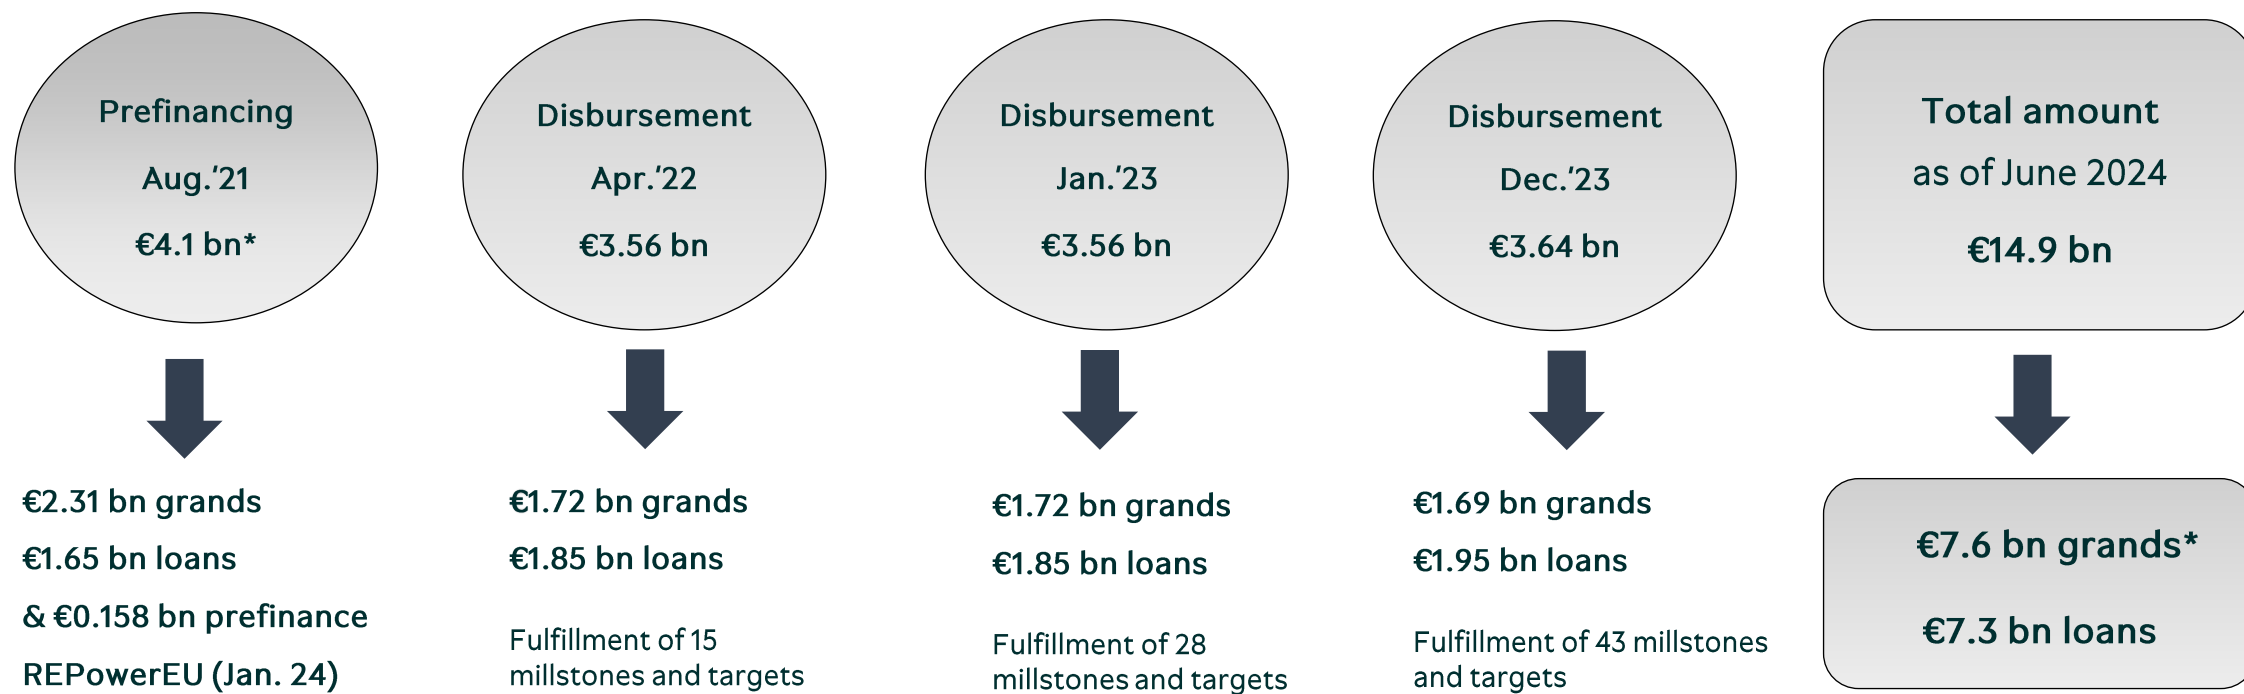 Prefinancing
Aug.'21
€4.1 bn*
€2.31 bn grands
€1.65 bn loans
& €0.158 bn prefinance
REPowerEU (Jan. 24)
Disbursement
Apr.'22
€3.56 bn
€1.72 bn grands
€1.85 bn loans
Fulfillment of 15
millstones and targets
Disbursement
Jan.'23
€3.56 bn
€1.72 bn grands
€1.85 bn loans
Fulfillment of 28
millstones and targets
Disbursement
Dec.'23
€3.64 bn
€1.69 bn grands
€1.95 bn loans
Fulfillment of 43 millstones
and targets
Total amount
as of June 2024
€14.9 bn
€7.6 bn grands*
€7.3 bn loans